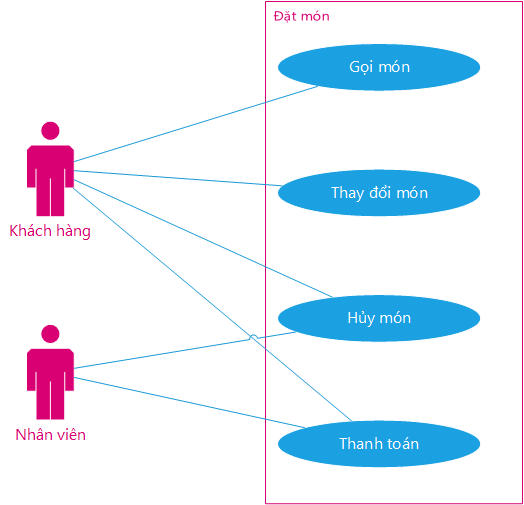 Đặt món
Gọi món
Thay đổi món
Khách hàng
Hủy món
Nhân viên
Thanh toán